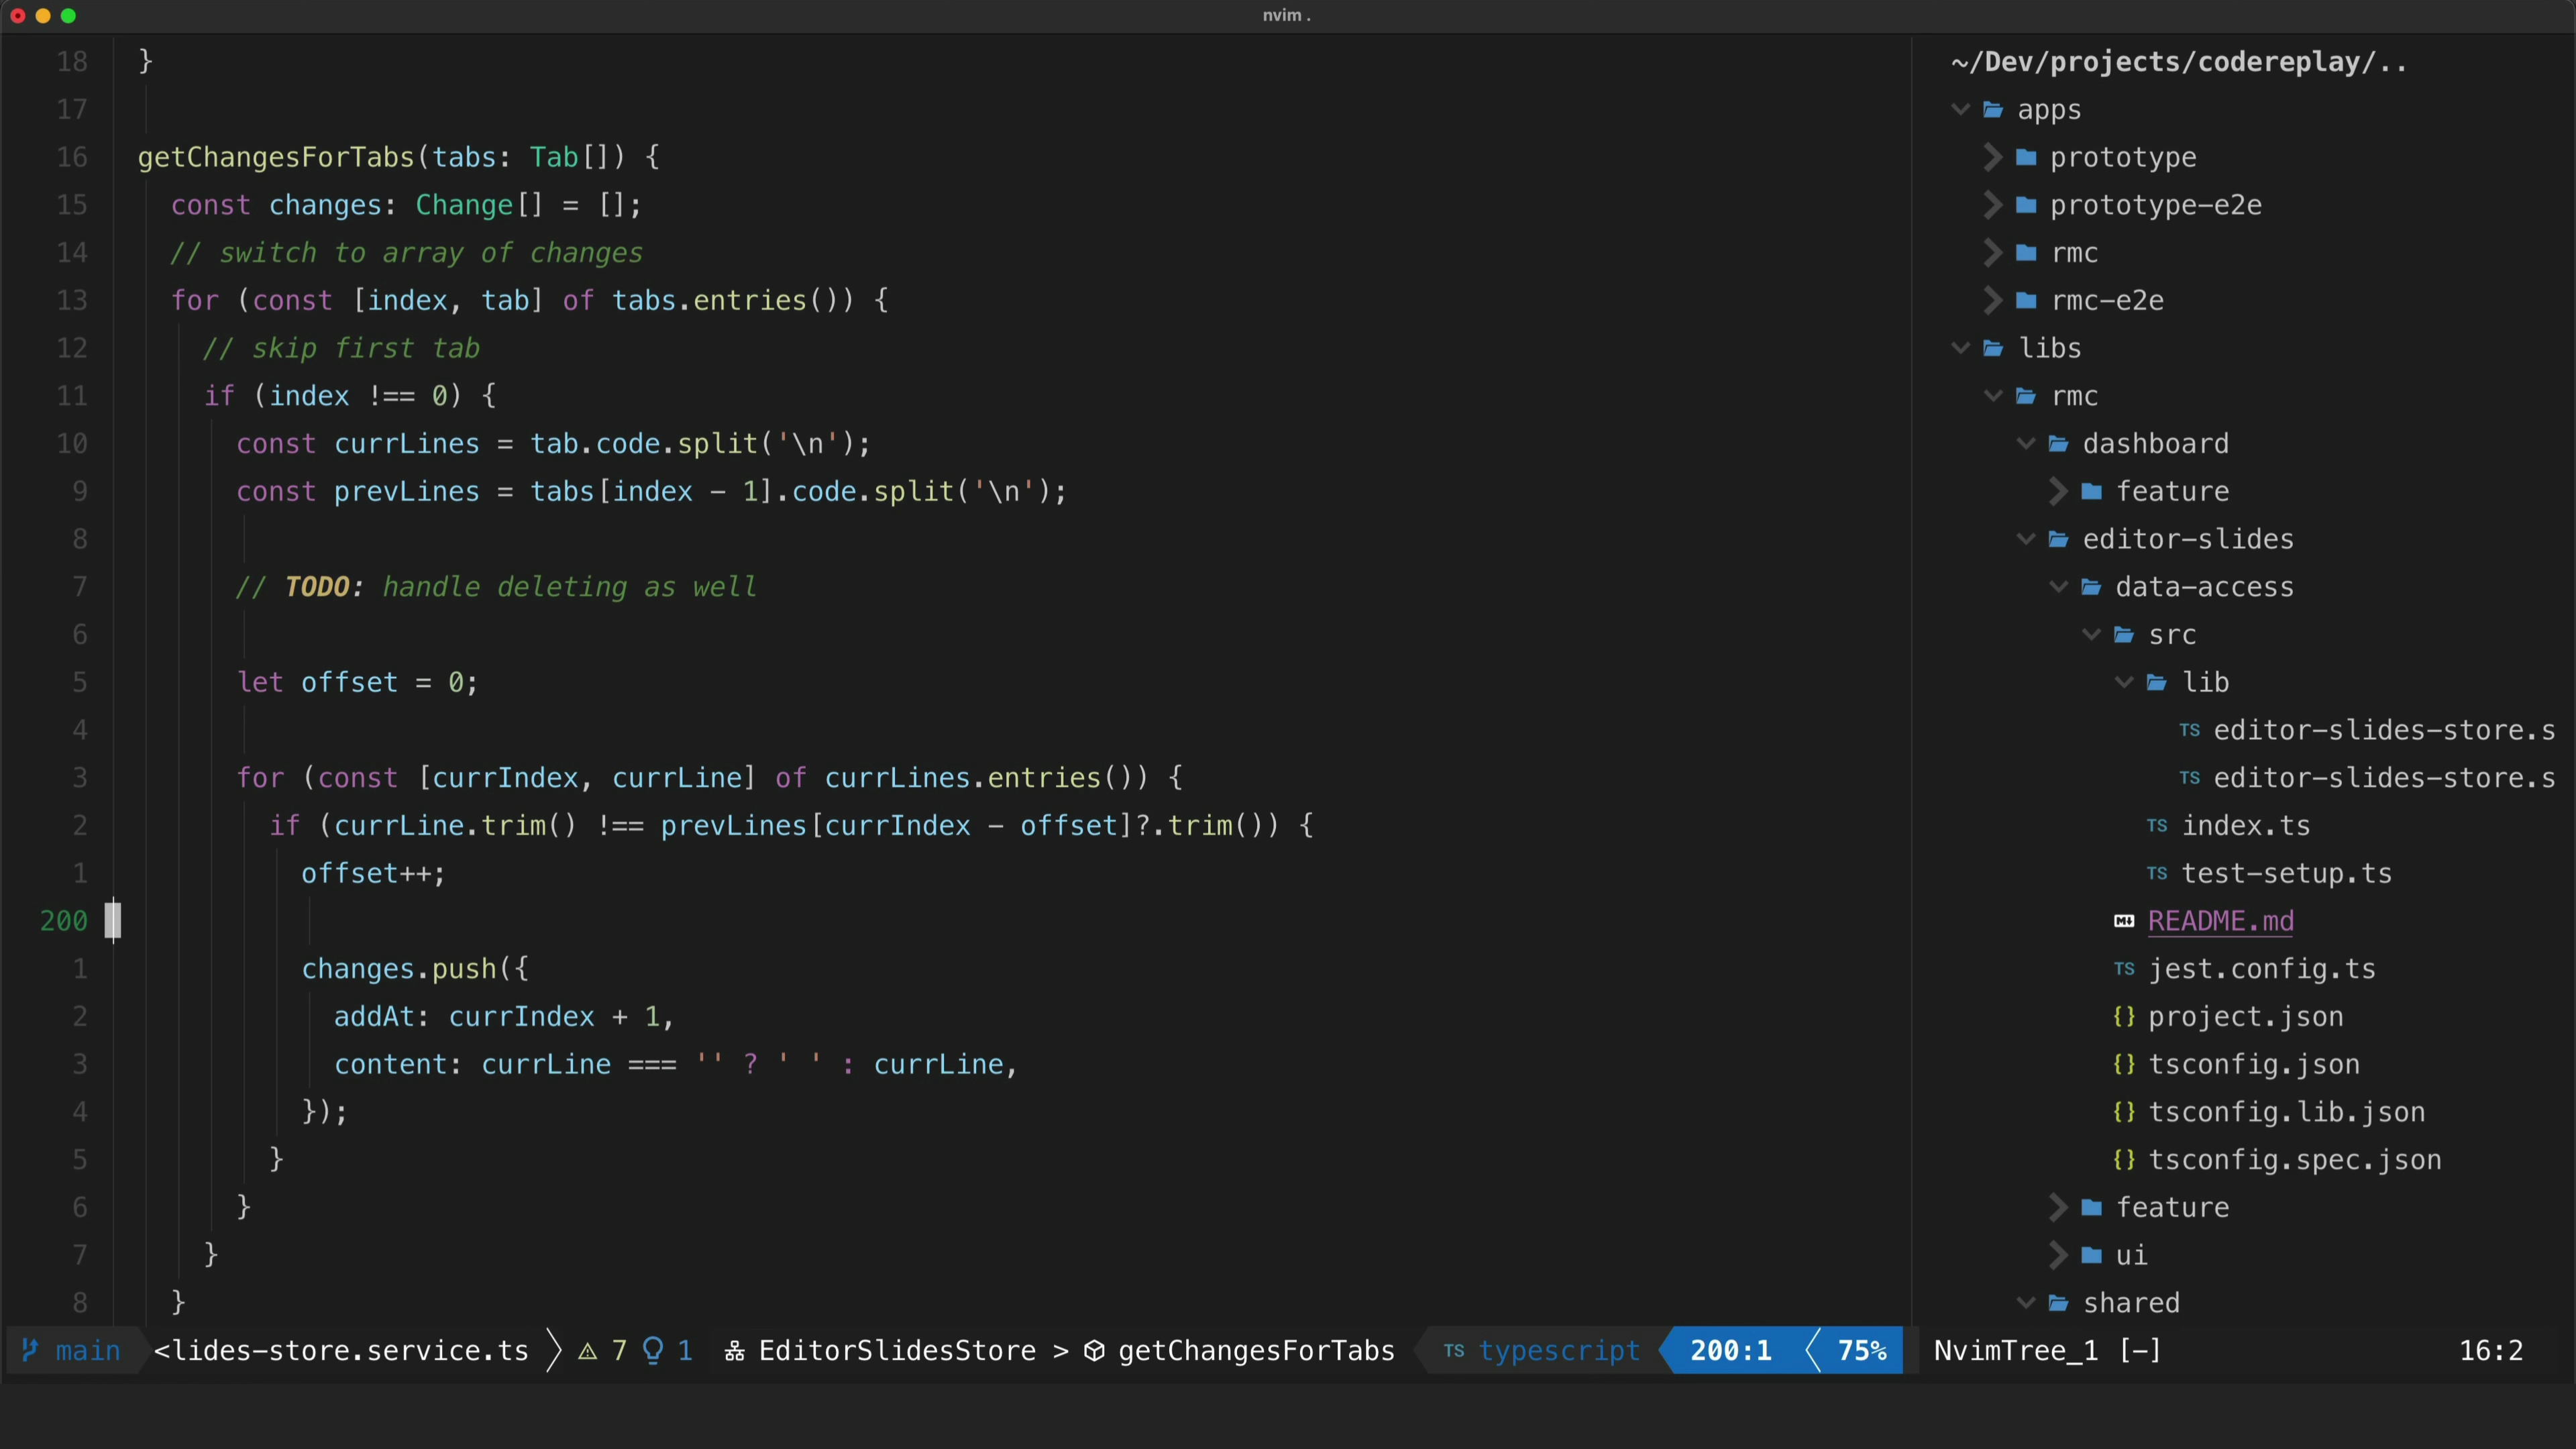 nvim .
18 }
17
16 getChangesForTabs(tabs: Tab[]) {
15 const changes: Change[] = [];
14 // switch to array of changes
13 for (const [index, tab] of tabs.entries()) {
12 // skip first tab
11 if (index !== 0) {
10 const currLines = tab.code.split('\n');
9 const prevLines = tabs[index - 1].code.split('\n');
8
7 // TODO: handle deleting as well
6
5 let offset = 0;
4
3 for (const [currIndex, currLine] of currLines.entries()) {
2 if (currLine.trim() !== prevLines[currIndex - offset]?.trim()) {
1 offset++;
200
1 changes.push({
2 addAt: currIndex + 1,
3 content: currLine === '' ? ' ' : currLine,
4 });
5 }
6 }
7 }
8 }
~/Dev/projects/codereplay/..
apps
prototype
prototype-e2e
rmc
rmc-e2e
libs
rmc
dashboard
feature
editor-slides
data-access
src
lib
TS editor-slides-store.s
TS editor-slides-store.s
TS index.ts
TS test-setup.ts
M↓ README.md
TS jest.config.ts
{} project.json
{} tsconfig.json
{} tsconfig.lib.json
{} tsconfig.spec.json
feature
ui
shared
main <lides-store.service.ts 7 1 EditorSlidesStore > getChangesForTabs TS typescript 200:1 75% NvimTree_1 [-] 16:2